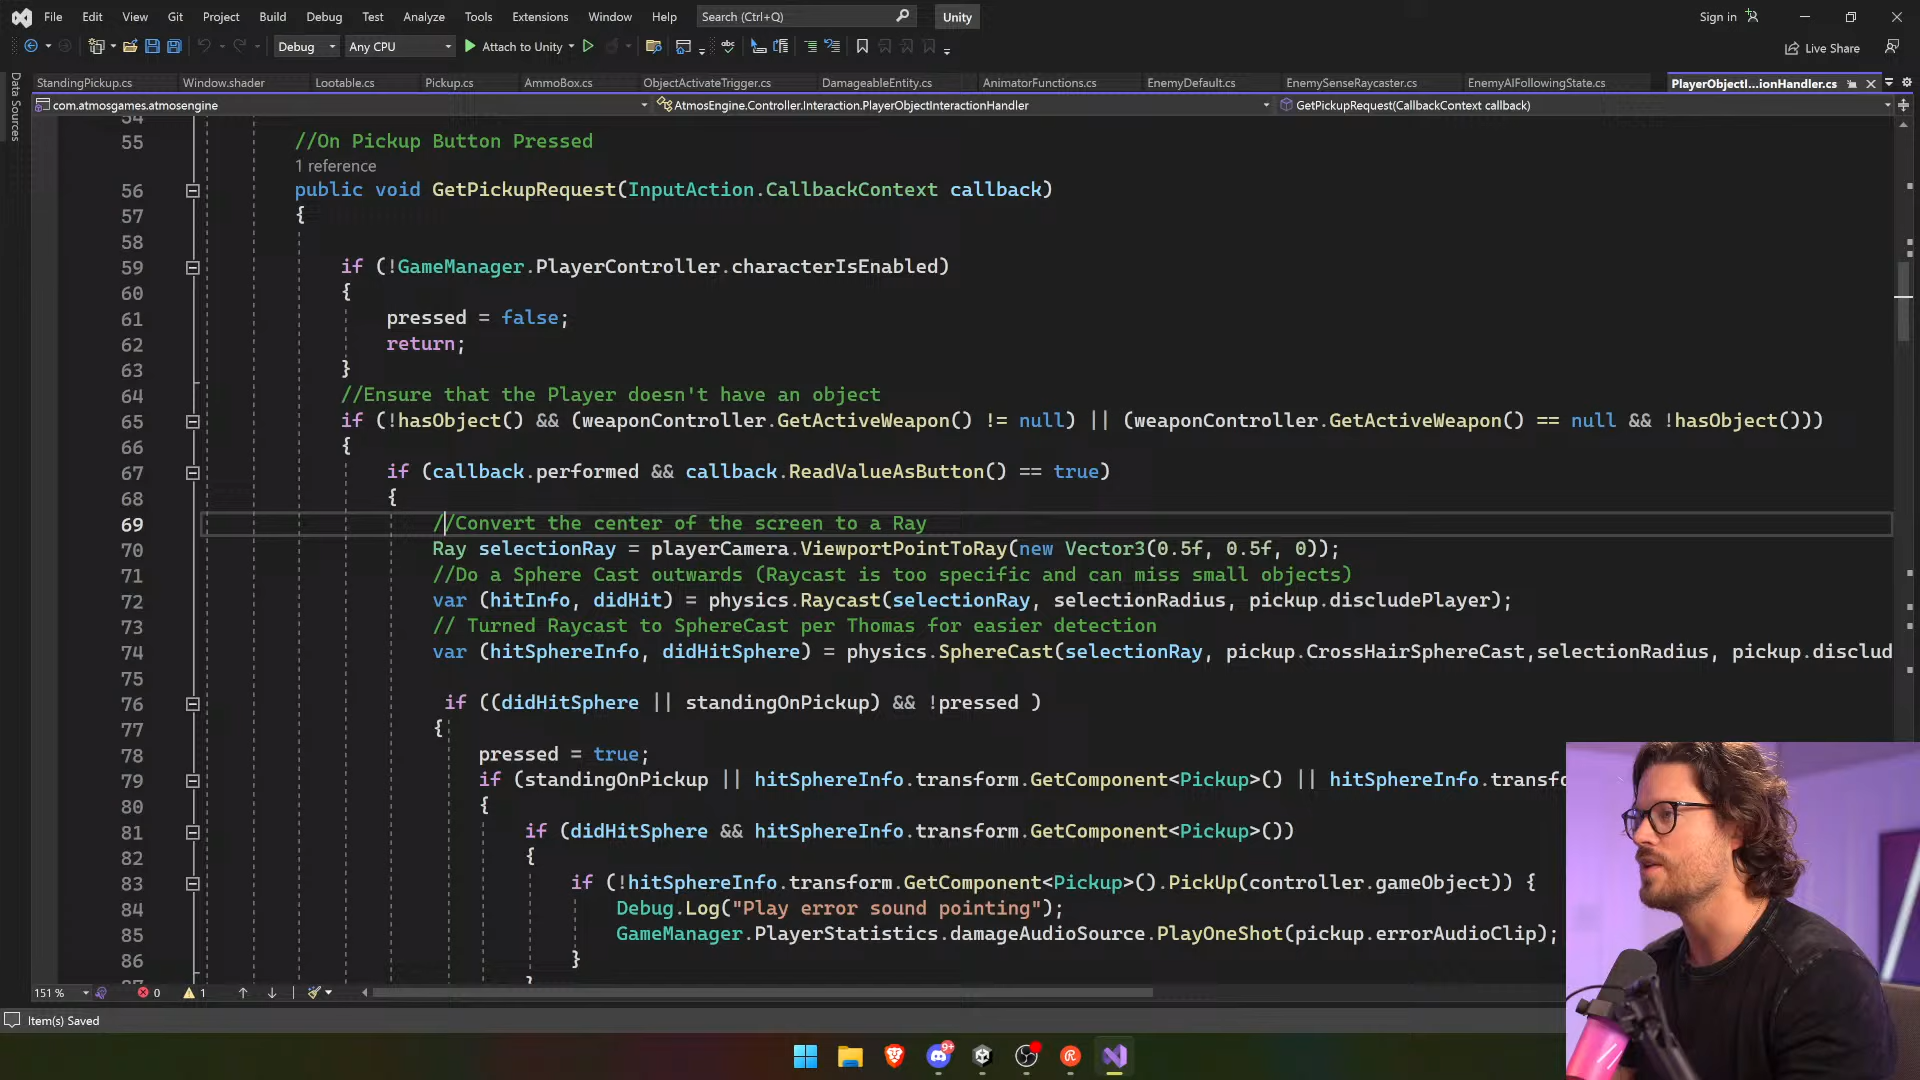 File Edit View Git Project Build Debug Test Analyze Tools Extensions Window Help Search (Ctrl+Q) Unity Sign in
Debug Any CPU Attach to Unity Live Share
StandingPickup.cs Window.shader Lootable.cs Pickup.cs AmmoBox.cs ObjectActivateTrigger.cs DamageableEntity.cs AnimatorFunctions.cs EnemyDefault.cs EnemySenseRaycaster.cs EnemyAIFollowingState.cs PlayerObjectI...ionHandler.cs
Data Sources
com.atmosgames.atmosengine AtmosEngine.Controller.Interaction.PlayerObjectInteractionHandler GetPickupRequest(CallbackContext callback)
54
55 //On Pickup Button Pressed
1 reference
56 public void GetPickupRequest(InputAction.CallbackContext callback)
57 {
58
59 if (!GameManager.PlayerController.characterIsEnabled)
60 {
61 pressed = false;
62 return;
63 }
64 //Ensure that the Player doesn't have an object
65 if (!hasObject() && (weaponController.GetActiveWeapon() != null) || (weaponController.GetActiveWeapon() == null && !hasObject()))
66 {
67 if (callback.performed && callback.ReadValueAsButton() == true)
68 {
69 //Convert the center of the screen to a Ray
70 Ray selectionRay = playerCamera.ViewportPointToRay(new Vector3(0.5f, 0.5f, 0));
71 //Do a Sphere Cast outwards (Raycast is too specific and can miss small objects)
72 var (hitInfo, didHit) = physics.Raycast(selectionRay, selectionRadius, pickup.discludePlayer);
73 // Turned Raycast to SphereCast per Thomas for easier detection
74 var (hitSphereInfo, didHitSphere) = physics.SphereCast(selectionRay, pickup.CrossHairSphereCast,selectionRadius, pickup.disclud
75
76 if ((didHitSphere || standingOnPickup) && !pressed )
77 {
78 pressed = true;
79 if (standingOnPickup || hitSphereInfo.transform.GetComponent<Pickup>() || hitSphereInfo.transfo
80 {
81 if (didHitSphere && hitSphereInfo.transform.GetComponent<Pickup>())
82 {
83 if (!hitSphereInfo.transform.GetComponent<Pickup>().PickUp(controller.gameObject)) {
84 Debug.Log("Play error sound pointing");
85 GameManager.PlayerStatistics.damageAudioSource.PlayOneShot(pickup.errorAudioClip);
86 }
87 }
151 % 0 1
Item(s) Saved
9+